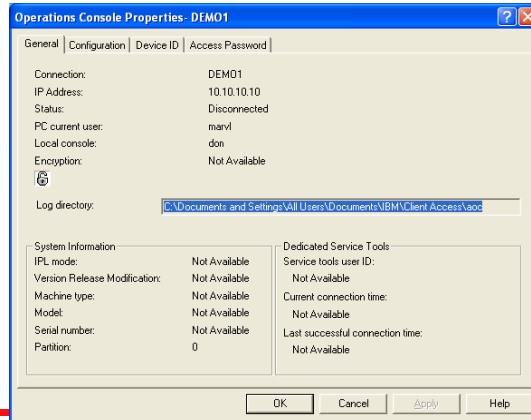 Operations Console Properties- DEMO1
General Configuration Device ID Access Password
Connection: DEMO1
IP Address: 10.10.10.10
Status: Disconnected
PC current user: marvl
Local console: don
Encryption: Not Available
Log directory: C:\Documents and Settings\All Users\Documents\IBM\Client Access\aoc
System Information
IPL mode: Not Available
Version Release Modification: Not Available
Machine type: Not Available
Model: Not Available
Serial number: Not Available
Partition: 0
Dedicated Service Tools
Service tools user ID:
Not Available
Current connection time:
Not Available
Last successful connection time:
Not Available
OK Cancel Apply Help